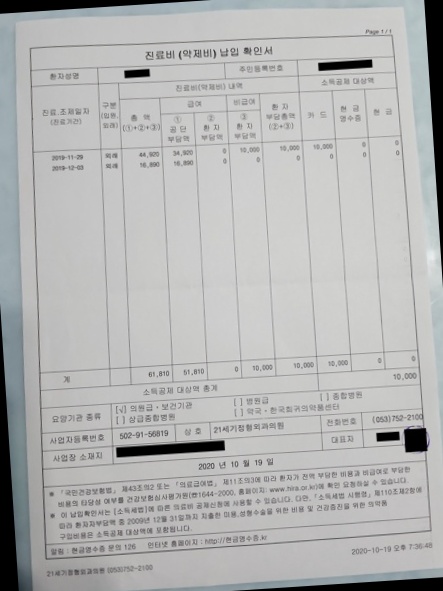 Page 1 / 1
진료비 (약제비) 납입 확인서
환자성명 주민등록번호
진료비(약제비) 내역 소득공제 대상액
진료.조제일자 (진료기간) 구분 (입원, 외래) 총 액 (①+②+③) 급여 ① 공 단 부담액 ② 환 자 부담액 비급여 ③ 환 자 부담액 환 자 부담총액 (②+③) 카 드 현 금 영수증 현 금
2019-11-29 외래 44,920 34,920 0 10,000 10,000 10,000 0 0
2019-12-03 외래 16,890 16,890 0 0 0 0 0 0
계 61,810 51,810 0 10,000 10,000 10,000 0 0
소득공제 대상액 총계 10,000
요양기관 종류 [√] 의원급·보건기관 [ ] 병원급 [ ] 종합병원
[ ] 상급종합병원 [ ] 약국·한국희귀의약품센터
사업자등록번호 502-91-56819 상 호 21세기정형외과의원 전화번호 (053)752-2100
사업장 소재지 대표자
2020 년 10 월 19 일
※ 「국민건강보험법」 제43조의2 또는 「의료급여법」 제11조의3에 따라 환자가 전액 부담한 비용과 비급여로 부담한
비용의 타당성 여부를 건강보험심사평가원(☎1644-2000, 홈페이지: www.hira.or.kr)에 확인 요청하실 수 있습니다.
※ 이 납입확인서는 [소득세법]에 따른 의료비 공제신청에 사용할 수 있습니다. 다만, 「소득세법 시행령」 제110조제2항에
따라 환자부담액 중 2009년 12월 31일까지 지출한 미용,성형수술을 위한 비용 및 건강증진을 위한 의약품
구입비용은 소득공제 대상액에 포함됩니다.
알림 : 현금영수증 문의 126 인터넷 홈페이지 : http://현금영수증.kr
21세기정형외과의원 (053)752-2100 2020-10-19 오후 7:36:48